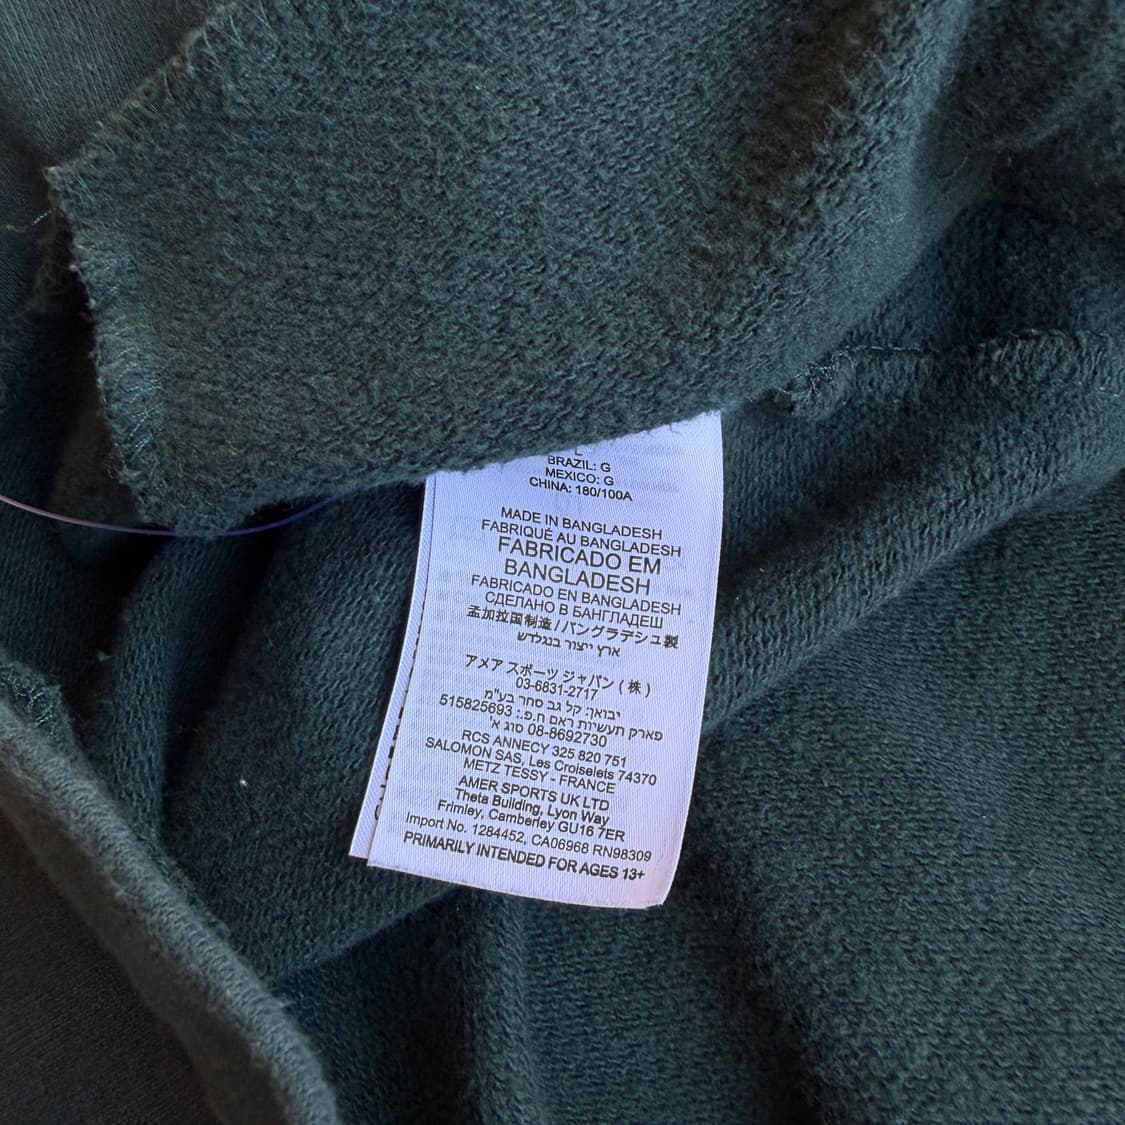 L
BRAZIL: G
MEXICO: G
CHINA: 180/100A
MADE IN BANGLADESH
FABRIQUÉ AU BANGLADESH
FABRICADO EM
BANGLADESH
FABRICADO EN BANGLADESH
СДЕЛАНО В БАНГЛАДЕШ
孟加拉国制造 / バングラデシュ製
ארץ ייצור בנגלדש
アメア スポーツ ジャパン ( 株 )
03-6831-2717
יבואן: קל גב סחר בע"מ
פארק תעשיות ראם ח.פ.: 515825693
08-8692730 סוג א'
RCS ANNECY 325 820 751
SALOMON SAS, Les Croiselets 74370
METZ TESSY - FRANCE
AMER SPORTS UK LTD
Theta Building, Lyon Way
Frimley, Camberley GU16 7ER
Import No. 1284452, CA06968 RN98309
PRIMARILY INTENDED FOR AGES 13+